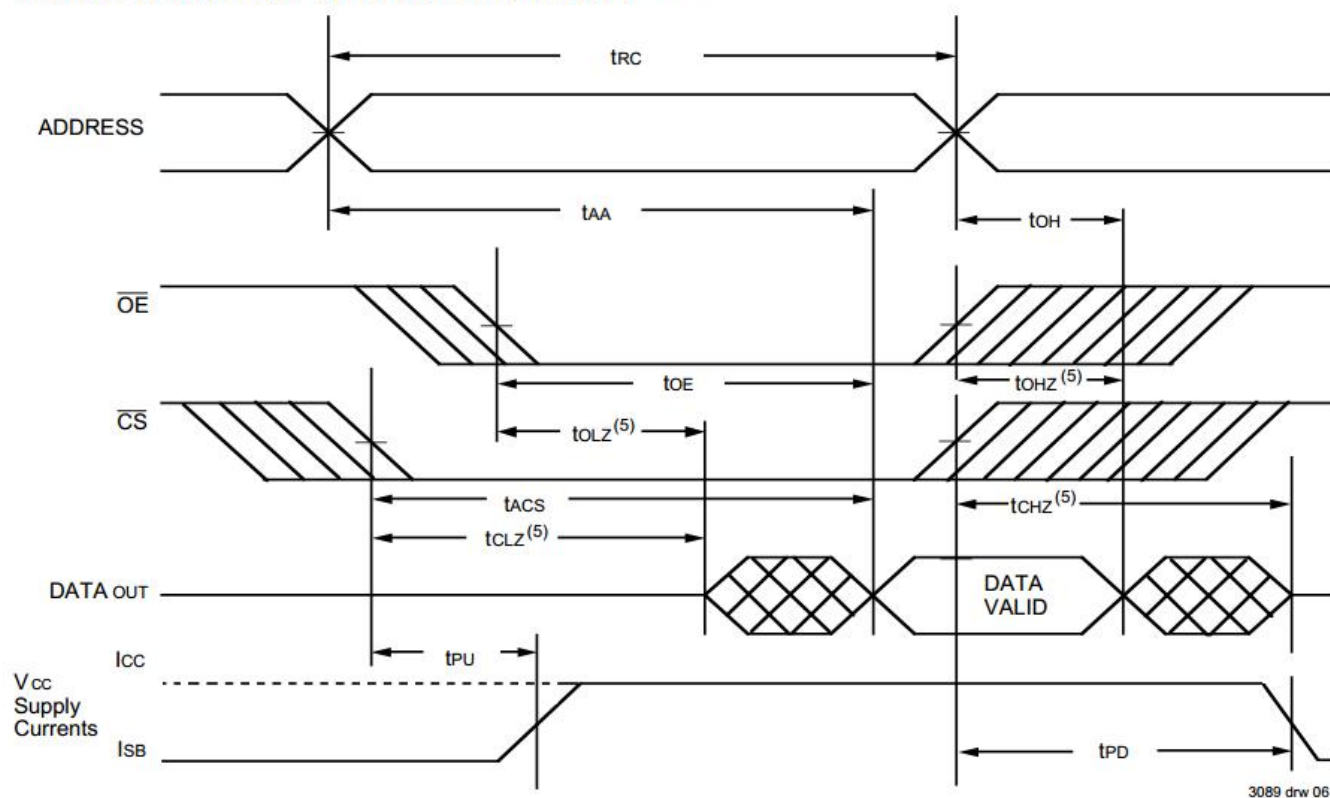 tRC
ADDRESS
tAA
tOH
OE
tOE
tOHZ(5)
CS
tOLZ(5)
tACS
tCHZ(5)
tCLZ(5)
DATA OUT
DATA
VALID
ICC
tPU
VCC
Supply
Currents
ISB
tPD
3089 drw 06